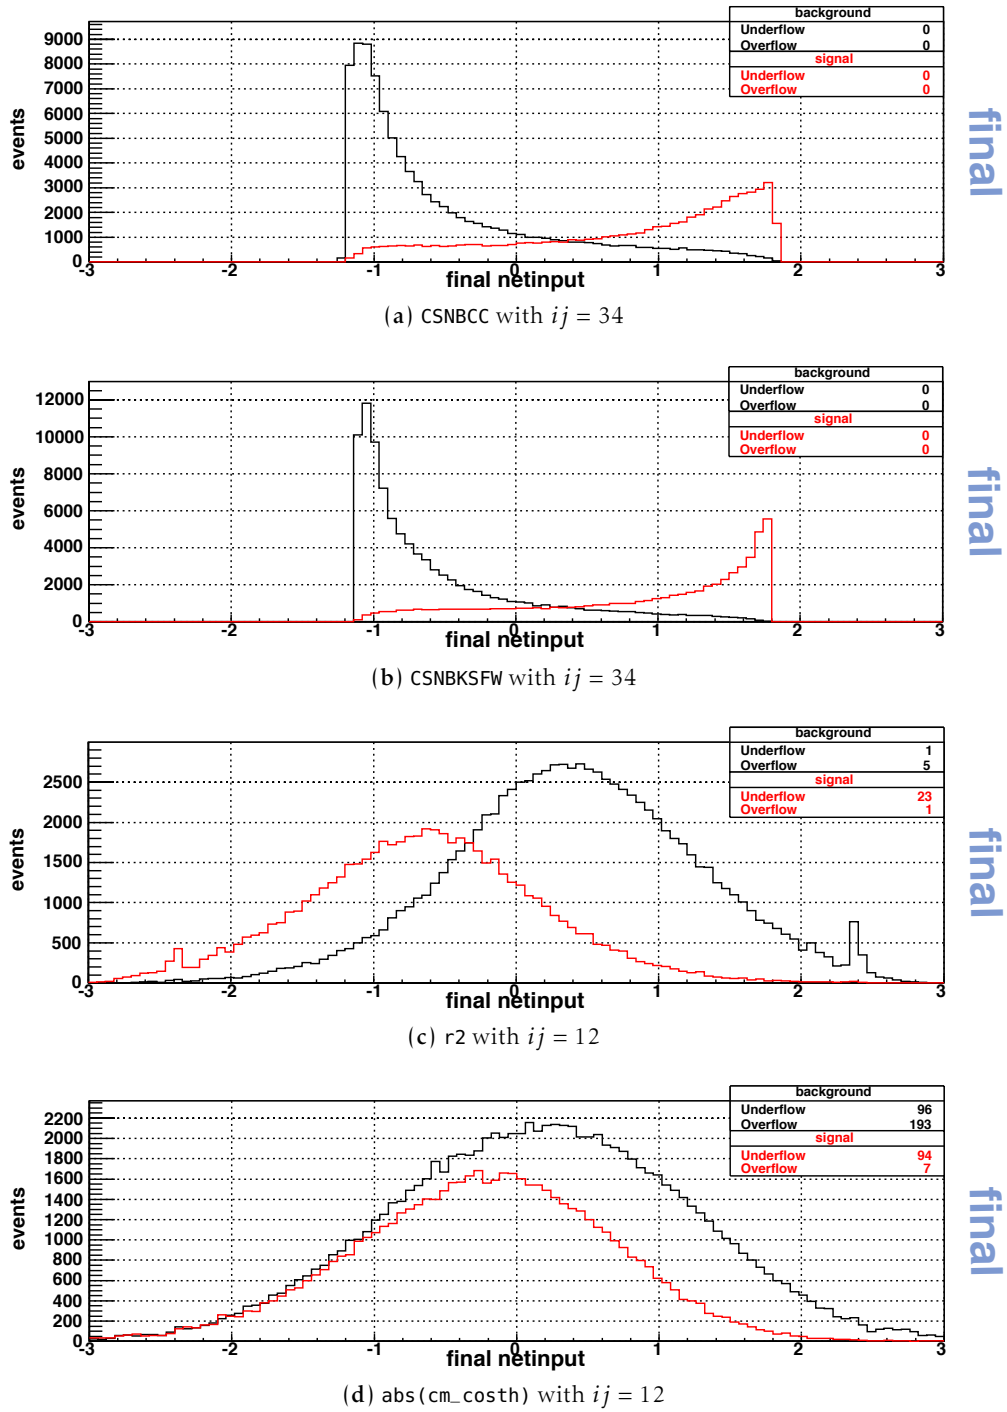 background
Underflow 0
Overflow 0
signal
Underflow 0
Overflow 0
9000
8000
7000
6000
5000
4000
3000
2000
1000
0
events
-3 -2 -1 0 1 2 3
final netinput
final
(a) CSNBCC with ij = 34
background
Underflow 0
Overflow 0
signal
Underflow 0
Overflow 0
12000
10000
8000
6000
4000
2000
0
events
-3 -2 -1 0 1 2 3
final netinput
final
(b) CSNBKSFW with ij = 34
background
Underflow 1
Overflow 5
signal
Underflow 23
Overflow 1
2500
2000
1500
1000
500
0
events
-3 -2 -1 0 1 2 3
final netinput
final
(c) r2 with ij = 12
background
Underflow 96
Overflow 193
signal
Underflow 94
Overflow 7
2200
2000
1800
1600
1400
1200
1000
800
600
400
200
0
events
-3 -2 -1 0 1 2 3
final netinput
final
(d) abs(cm_costh) with ij = 12